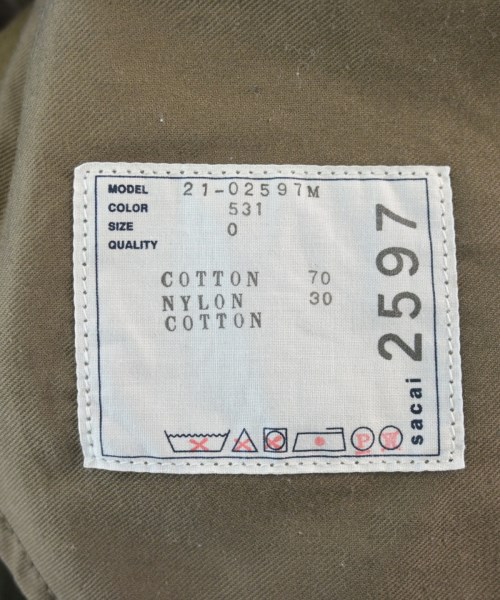 MODEL 21-02597M
COLOR 531
SIZE 0
QUALITY
COTTON 70
NYLON 30
COTTON
P W
sacai 2597